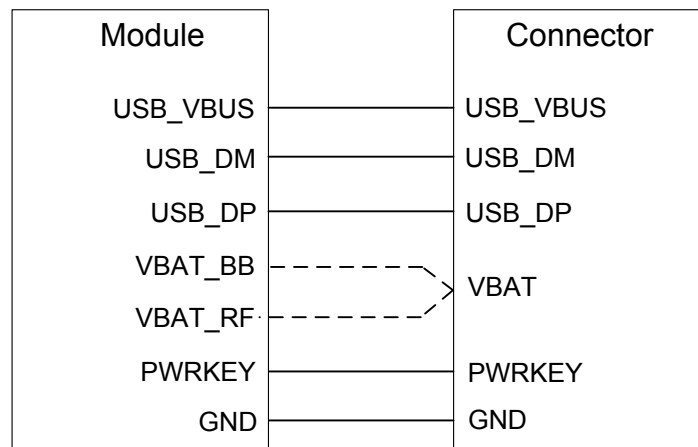 Module Connector
USB_VBUS USB_VBUS
USB_DM USB_DM
USB_DP USB_DP
VBAT_BB
VBAT
VBAT_RF
PWRKEY PWRKEY
GND GND